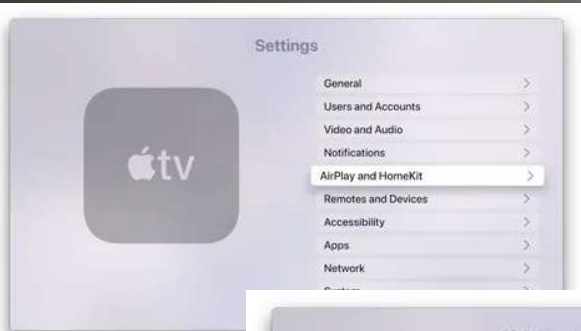 Settings
General
Users and Accounts
Video and Audio
tv
Notifications
AirPlay and HomeKit
Remotes and Devices
Accessibility
Apps
Network